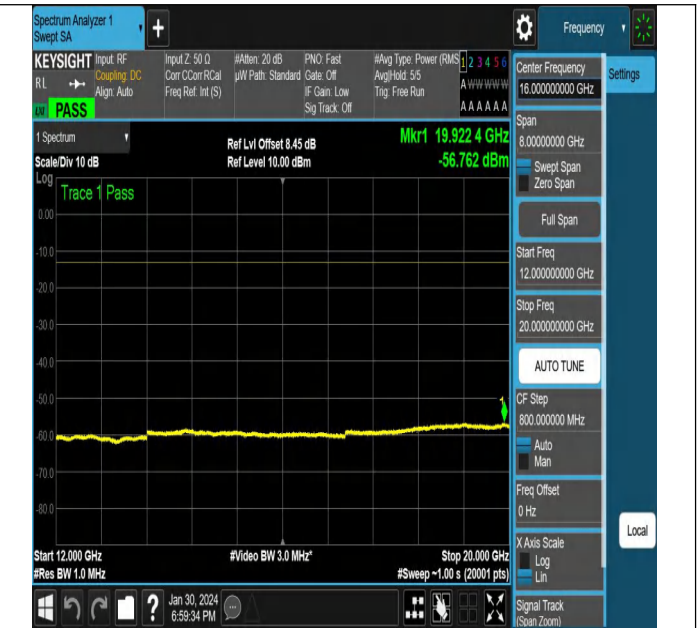 Spectrum Analyzer 1
Swept SA
Frequency
KEYSIGHT
RL
PASS
Input: RF
Coupling: DC
Align: Auto
Input Z: 50 Ω
Corr CCorr RCal
Freq Ref: Int (S)
#Atten: 20 dB
µW Path: Standard
PNO: Fast
Gate: Off
IF Gain: Low
Sig Track: Off
#Avg Type: Power (RMS
Avg|Hold: 5/5
Trig: Free Run
1 2 3 4 5 6
A W W W W W
A A A A A A
1 Spectrum
Scale/Div 10 dB
Log
Ref Lvl Offset 8.45 dB
Ref Level 10.00 dBm
Mkr1 19.922 4 GHz
-56.762 dBm
Trace 1 Pass
0.00
-10.0
-20.0
-30.0
-40.0
-50.0
-60.0
-70.0
-80.0
1
Start 12.000 GHz
#Res BW 1.0 MHz
#Video BW 3.0 MHz*
Stop 20.000 GHz
#Sweep ~1.00 s (20001 pts)
Jan 30, 2024
6:59:34 PM
Center Frequency
16.000000000 GHz
Span
8.00000000 GHz
Swept Span
Zero Span
Full Span
Start Freq
12.000000000 GHz
Stop Freq
20.000000000 GHz
AUTO TUNE
CF Step
800.000000 MHz
Auto
Man
Freq Offset
0 Hz
X Axis Scale
Log
Lin
Signal Track
(Span Zoom)
Settings
Local